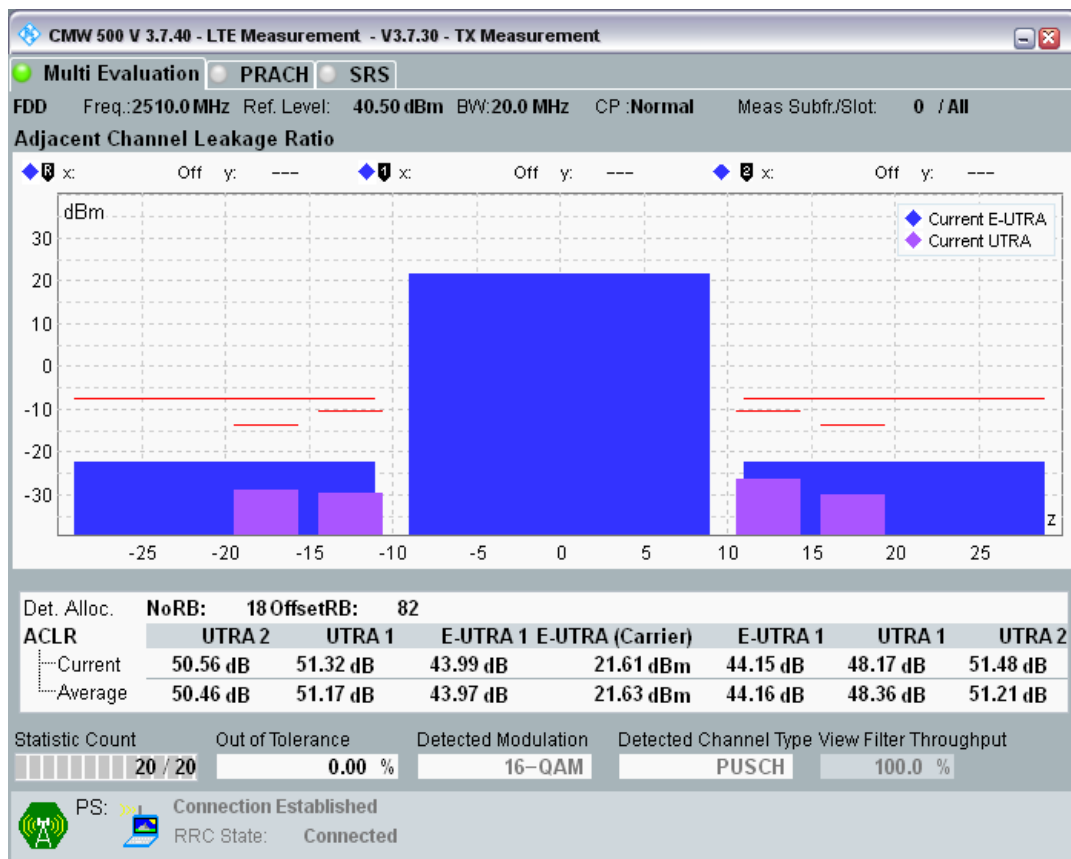 CMW 500 V 3.7.40 - LTE Measurement - V3.7.30 - TX Measurement
Multi Evaluation PRACH SRS
FDD Freq.:2510.0 MHz Ref. Level: 40.50 dBm BW:20.0 MHz CP :Normal Meas Subfr./Slot: 0 / All
Adjacent Channel Leakage Ratio
R x: Off y: --- 1 x: Off y: --- 2 x: Off y: ---
dBm
Current E-UTRA
Current UTRA
30
20
10
0
-10
-20
-30
z
-25 -20 -15 -10 -5 0 5 10 15 20 25
Det. Alloc. NoRB: 18 OffsetRB: 82
ACLR UTRA 2 UTRA 1 E-UTRA 1 E-UTRA (Carrier) E-UTRA 1 UTRA 1 UTRA 2
Current 50.56 dB 51.32 dB 43.99 dB 21.61 dBm 44.15 dB 48.17 dB 51.48 dB
Average 50.46 dB 51.17 dB 43.97 dB 21.63 dBm 44.16 dB 48.36 dB 51.21 dB
Statistic Count Out of Tolerance Detected Modulation Detected Channel Type View Filter Throughput
20 / 20 0.00 % 16-QAM PUSCH 100.0 %
PS: Connection Established
RRC State: Connected